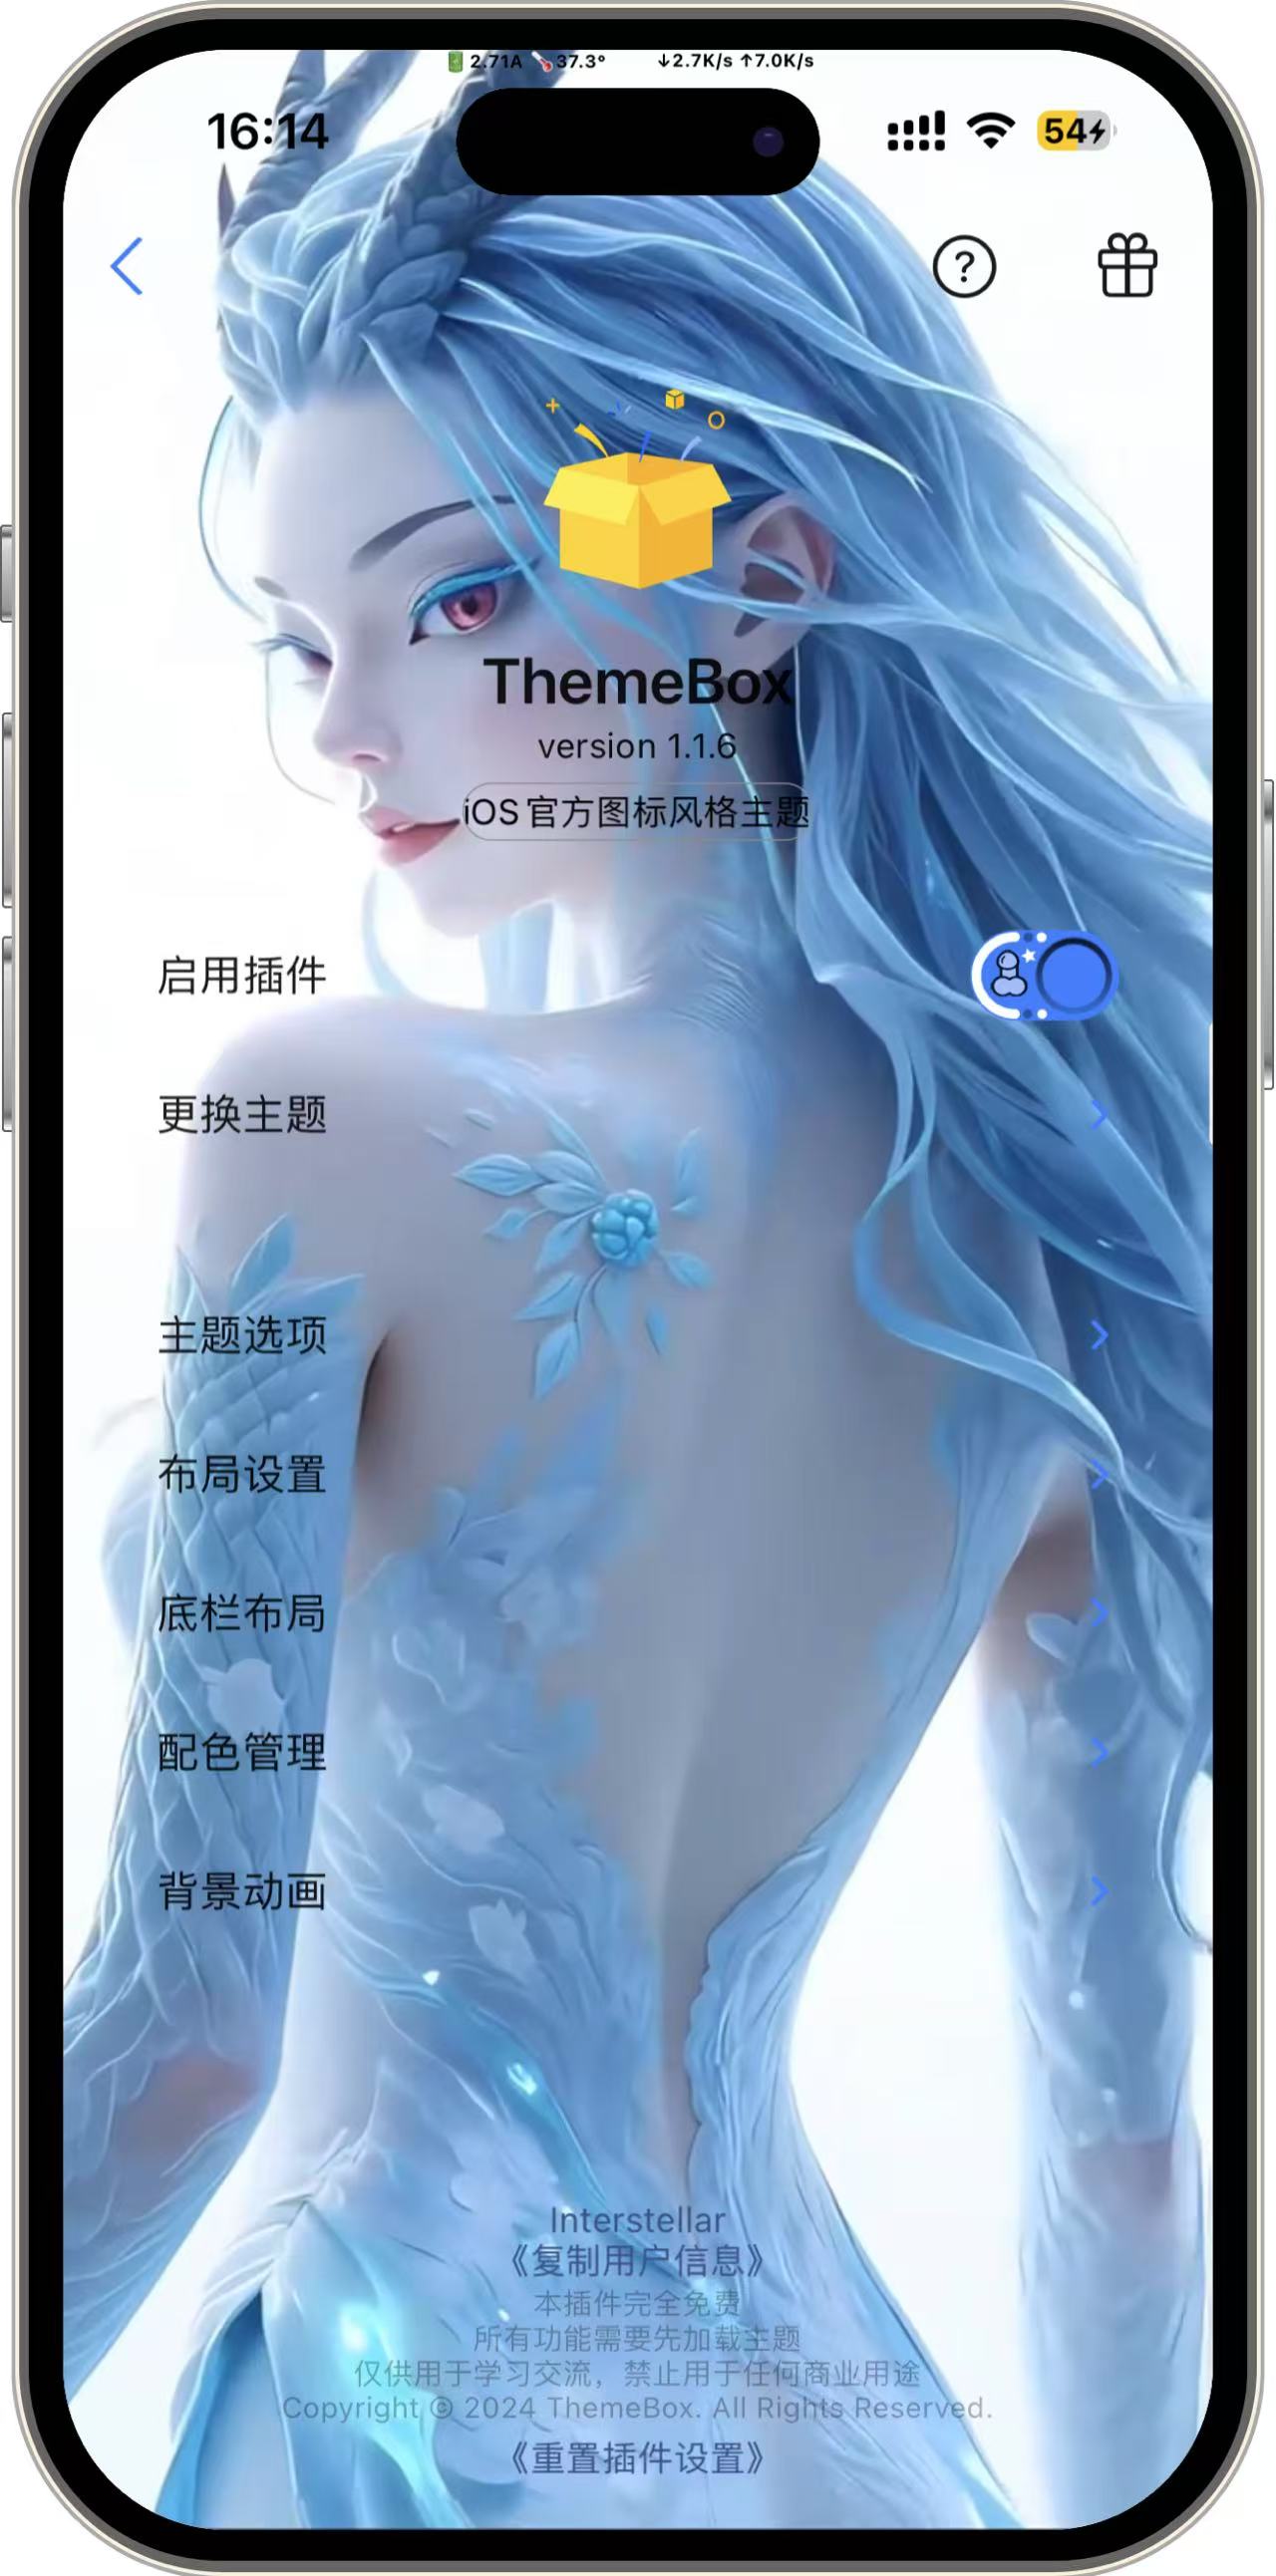 2.71A 37.3° ↓2.7K/s ↑7.0K/s
16:14 54
?
ThemeBox
version 1.1.6
iOS官方图标风格主题
启用插件
更换主题
主题选项
布局设置
底栏布局
配色管理
背景动画
Interstellar
《复制用户信息》
本插件完全免费
所有功能需要先加载主题
仅供用于学习交流，禁止用于任何商业用途
Copyright © 2024 ThemeBox. All Rights Reserved.
《重置插件设置》